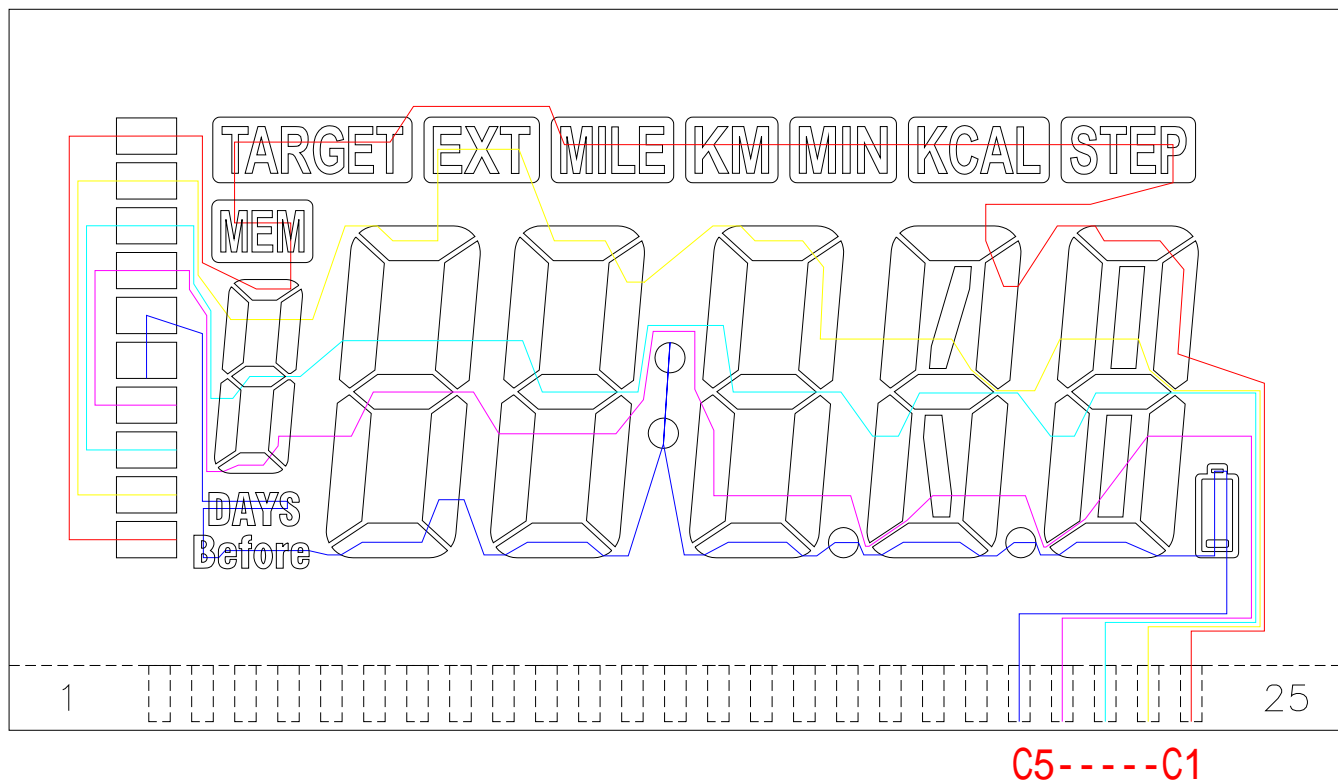 TARGET EXT MILE KM MIN KCAL STEP
MEM
DAYS
Before
1 25
C5-----C1